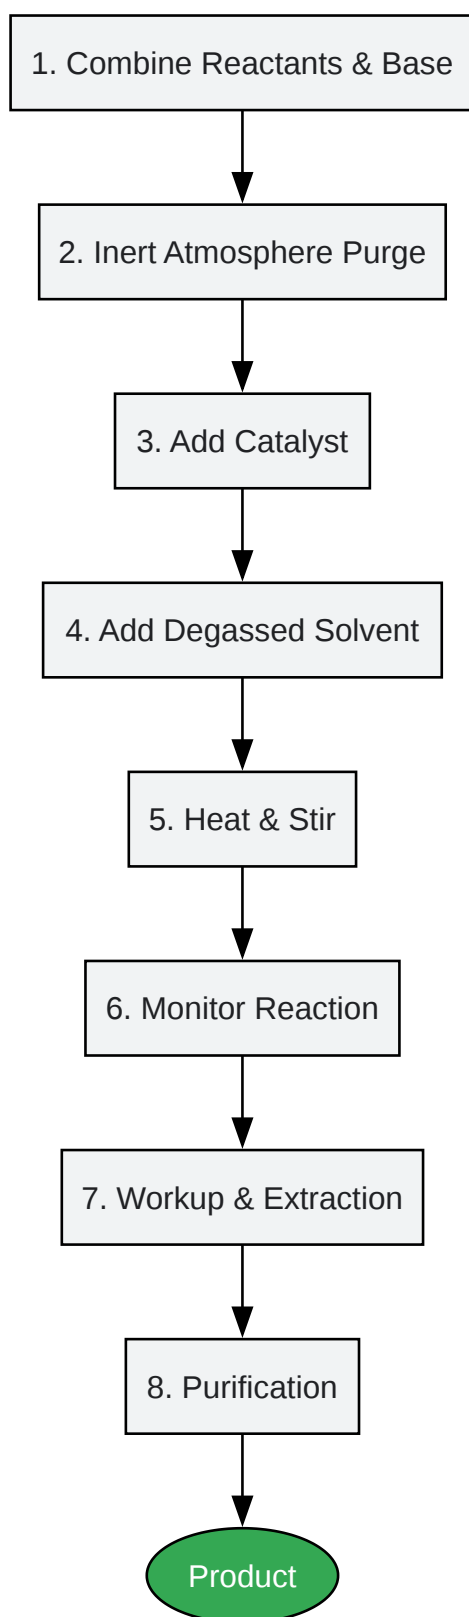 1. Combine Reactants & Base
2. Inert Atmosphere Purge
3. Add Catalyst
4. Add Degassed Solvent
5. Heat & Stir
6. Monitor Reaction
7. Workup & Extraction
8. Purification
Product